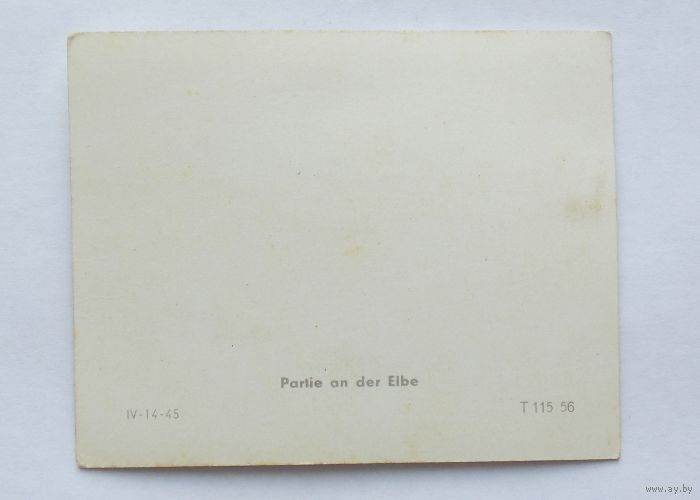 Partie an der Elbe
IV-14-45
T 115 56
www.ay.by